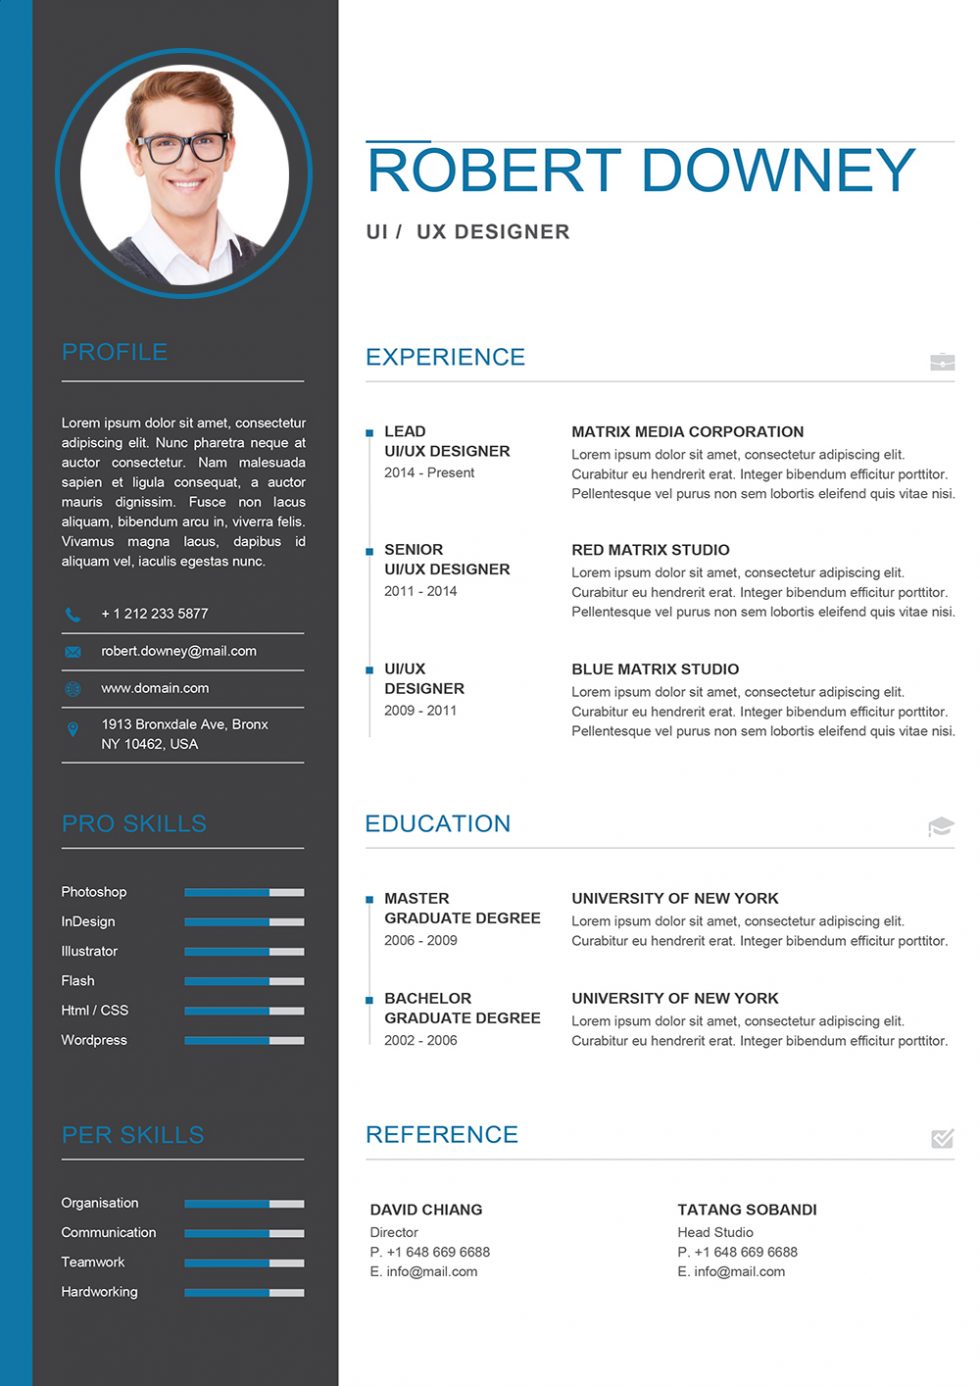 ROBERT DOWNEY
UI /  UX DESIGNER
PROFILE
Lorem ipsum dolor sit amet, consectetur
adipiscing elit. Nunc pharetra neque at
auctor consectetur. Nam malesuada
sapien et ligula consequat, a auctor
mauris dignissim. Fusce non lacus
aliquam, bibendum arcu in, viverra felis.
Vivamus magna lacus, dapibus id
aliquam vel, iaculis egestas nunc.
+ 1 212 233 5877
robert.downey@mail.com
www.domain.com
1913 Bronxdale Ave, Bronx
NY 10462, USA
PRO SKILLS
Photoshop
InDesign
Illustrator
Flash
Html / CSS
Wordpress
PER SKILLS
Organisation
Communication
Teamwork
Hardworking
EXPERIENCE
LEAD
UI/UX DESIGNER
2014 - Present
MATRIX MEDIA CORPORATION
Lorem ipsum dolor sit amet, consectetur adipiscing elit.
Curabitur eu hendrerit erat. Integer bibendum efficitur porttitor.
Pellentesque vel purus non sem lobortis eleifend quis vitae nisi.
SENIOR
UI/UX DESIGNER
2011 - 2014
RED MATRIX STUDIO
Lorem ipsum dolor sit amet, consectetur adipiscing elit.
Curabitur eu hendrerit erat. Integer bibendum efficitur porttitor.
Pellentesque vel purus non sem lobortis eleifend quis vitae nisi.
UI/UX
DESIGNER
2009 - 2011
BLUE MATRIX STUDIO
Lorem ipsum dolor sit amet, consectetur adipiscing elit.
Curabitur eu hendrerit erat. Integer bibendum efficitur porttitor.
Pellentesque vel purus non sem lobortis eleifend quis vitae nisi.
EDUCATION
MASTER
GRADUATE DEGREE
2006 - 2009
UNIVERSITY OF NEW YORK
Lorem ipsum dolor sit amet, consectetur adipiscing elit.
Curabitur eu hendrerit erat. Integer bibendum efficitur porttitor.
BACHELOR
GRADUATE DEGREE
2002 - 2006
UNIVERSITY OF NEW YORK
Lorem ipsum dolor sit amet, consectetur adipiscing elit.
Curabitur eu hendrerit erat. Integer bibendum efficitur porttitor.
REFERENCE
DAVID CHIANG
Director
P. +1 648 669 6688
E. info@mail.com
TATANG SOBANDI
Head Studio
P. +1 648 669 6688
E. info@mail.com